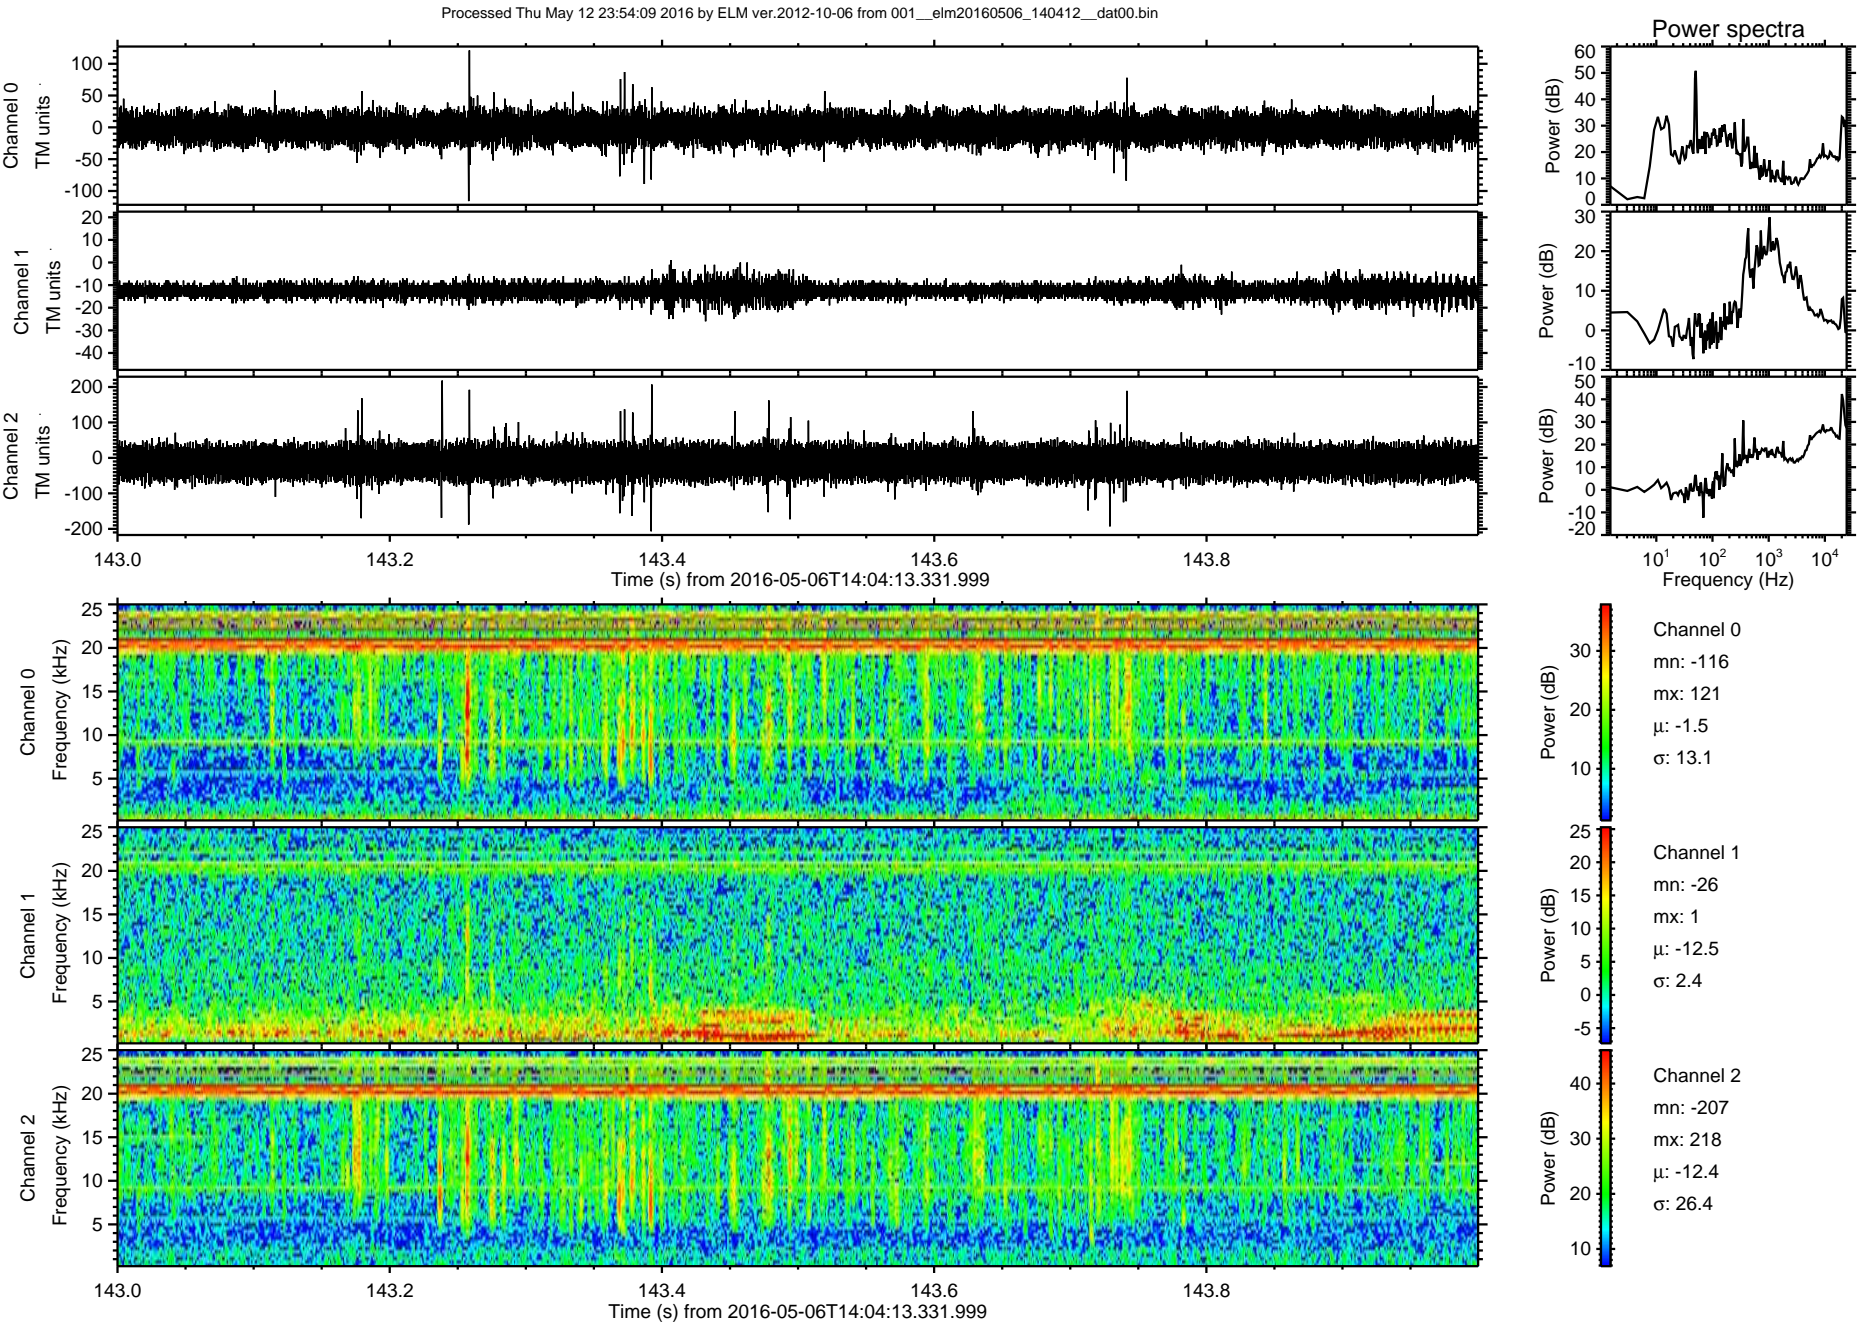 Processed Thu May 12 23:54:09 2016 by ELM ver.2012-10-06 from 001__elm20160506_140412__dat00.bin
Power spectra
Channel 0
TM units
100
50
0
-50
-100
Power (dB)
60
50
40
30
20
10
0
Channel 1
TM units
20
10
0
-10
-20
-30
-40
Power (dB)
30
20
10
0
-10
Channel 2
TM units
200
100
0
-100
-200
Power (dB)
50
40
30
20
10
0
-10
-20
143.0 143.2 143.4 143.6 143.8
Time (s) from 2016-05-06T14:04:13.331.999
10¹ 10² 10³ 10⁴
Frequency (Hz)
Channel 0
Frequency (kHz)
25
20
15
10
5
Power (dB)
30
20
10
Channel 0
mn: -116
mx: 121
µ: -1.5
σ: 13.1
Channel 1
Frequency (kHz)
25
20
15
10
5
Power (dB)
25
20
15
10
5
0
-5
Channel 1
mn: -26
mx: 1
µ: -12.5
σ: 2.4
Channel 2
Frequency (kHz)
25
20
15
10
5
Power (dB)
40
30
20
10
Channel 2
mn: -207
mx: 218
µ: -12.4
σ: 26.4
143.0 143.2 143.4 143.6 143.8
Time (s) from 2016-05-06T14:04:13.331.999